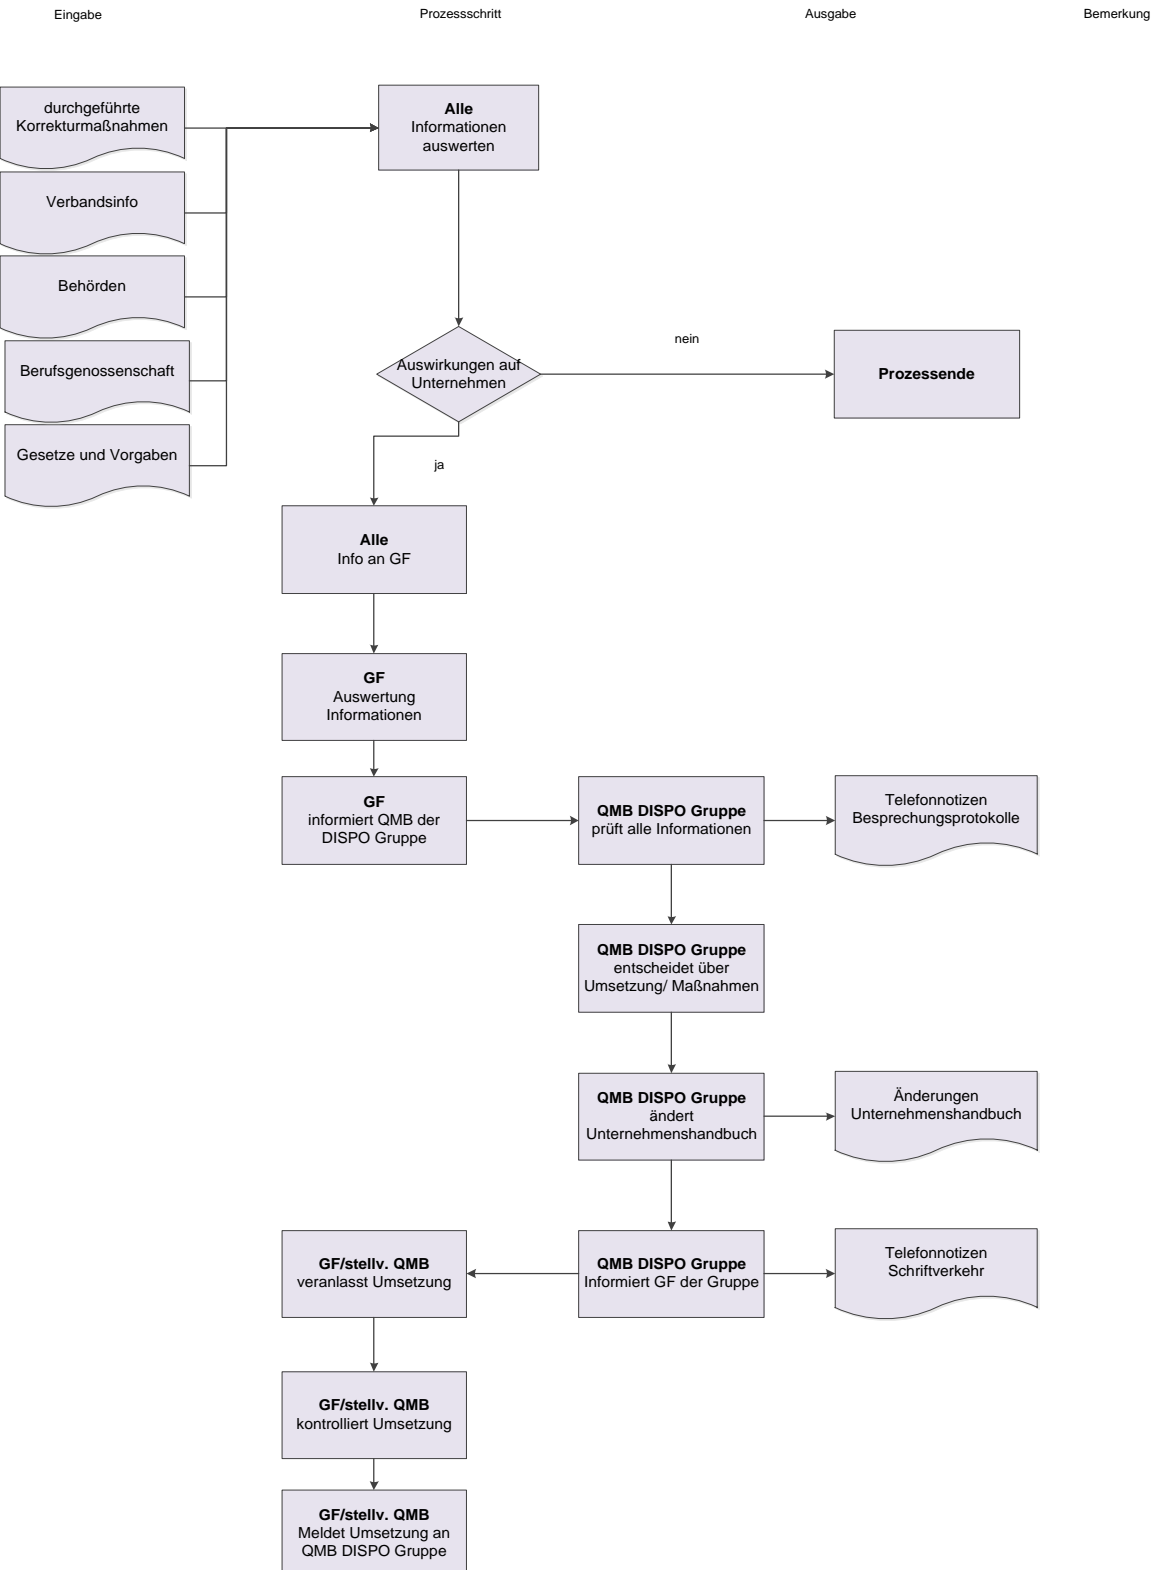 Eingabe
Prozessschritt
Ausgabe
Bemerkung
durchgeführte
Korrekturmaßnahmen
Alle
Informationen
auswerten
Verbandsinfo
Behörden
Berufsgenossenschaft
Gesetze und Vorgaben
Auswirkungen auf
Unternehmen
nein
Prozessende
ja
Alle
Info an GF
GF
Auswertung
Informationen
GF
informiert QMB der
DISPO Gruppe
QMB DISPO Gruppe
prüft alle Informationen
Telefonnotizen
Besprechungsprotokolle
QMB DISPO Gruppe
entscheidet über
Umsetzung/ Maßnahmen
QMB DISPO Gruppe
ändert
Unternehmenshandbuch
Änderungen
Unternehmenshandbuch
QMB DISPO Gruppe
Informiert GF der Gruppe
Telefonnotizen
Schriftverkehr
GF/stellv. QMB
veranlasst Umsetzung
GF/stellv. QMB
kontrolliert Umsetzung
GF/stellv. QMB
Meldet Umsetzung an
QMB DISPO Gruppe